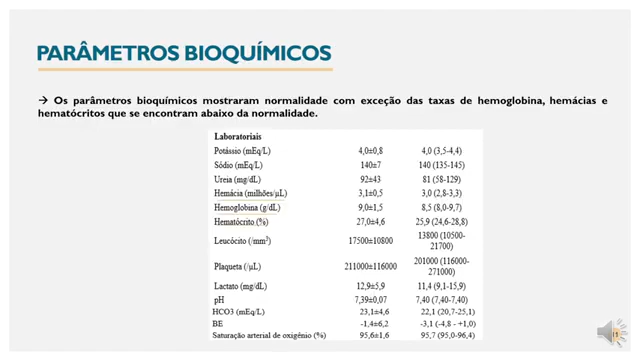 PARÂMETROS BIOQUÍMICOS
→ Os parâmetros bioquímicos mostraram normalidade com exceção das taxas de hemoglobina, hemácias e
hematócritos que se encontram abaixo da normalidade.
Laboratoriais
Potássio (mEq/L) 4,0±0,8 4,0 (3,5-4,4)
Sódio (mEq/L) 140±7 140 (135-145)
Ureia (mg/dL) 92±43 81 (58-129)
Hemácia (milhões/µL) 3,1±0,5 3,0 (2,8-3,3)
Hemoglobina (g/dL) 9,0±1,5 8,5 (8,0-9,7)
Hematócrito (%) 27,0±4,6 25,9 (24,6-28,8)
Leucócito (/mm³) 17500±10800 13800 (10500-
21700)
Plaqueta (/µL) 211000±116000 201000 (116000-
271000)
Lactato (mg/dL) 12,9±5,9 11,4 (9,1-15,9)
pH 7,39±0,07 7,40 (7,40-7,40)
HCO3 (mEq/L) 23,1±4,6 22,1 (20,7-25,1)
BE -1,4±6,2 -3,1 (-4,8 - +1,0)
Saturação arterial de oxigênio (%) 95,6±1,6 95,7 (95,0-96,4)